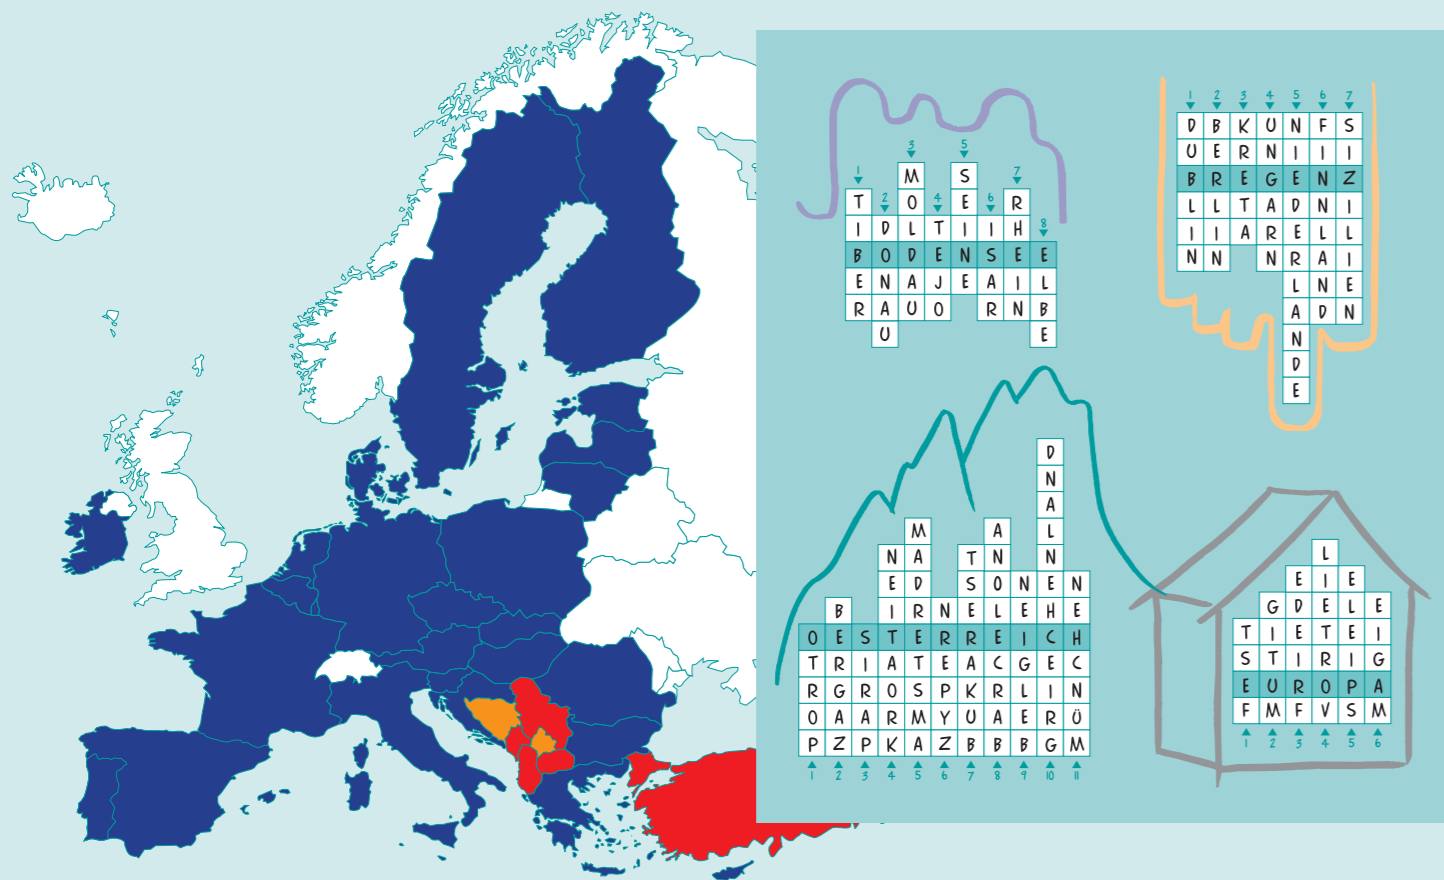 3 5
1 7
M S
2 4 6
T O E R
8
I D L T I I H
B O D E N S E E
E N A J E A I L
R A U O R N B
U E
1 2 3 4 5 6 7
D B K U N F S
U E R N I I I
B R E G E N Z
L L T A D N I
I I A R E L L
N N N R A I
L N E
A D N
N
D
E
D
N
A
M A L
N A T N N
E D S O N E N
B I R N E L E H E
O E S T E R R E I C H
T R I A T E A C G E C
R G R O S P K R L I N
O A A R M Y U A E R Ü
P Z P K A Z B B B G M
1 2 3 4 5 6 7 8 9 10 11
L
E I E
G D E L E
T I E T E I
S T I R I G
E U R O P A
F M F V S M
1 2 3 4 5 6